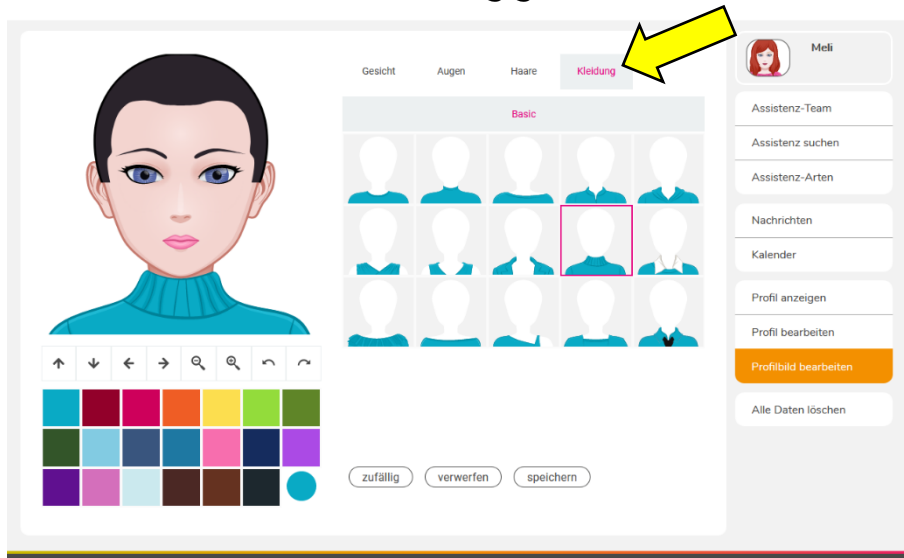 Gesicht Augen Haare Kleidung
Basic
zufällig verwerfen speichern
Meli
Assistenz-Team
Assistenz suchen
Assistenz-Arten
Nachrichten
Kalender
Profil anzeigen
Profil bearbeiten
Profilbild bearbeiten
Alle Daten löschen